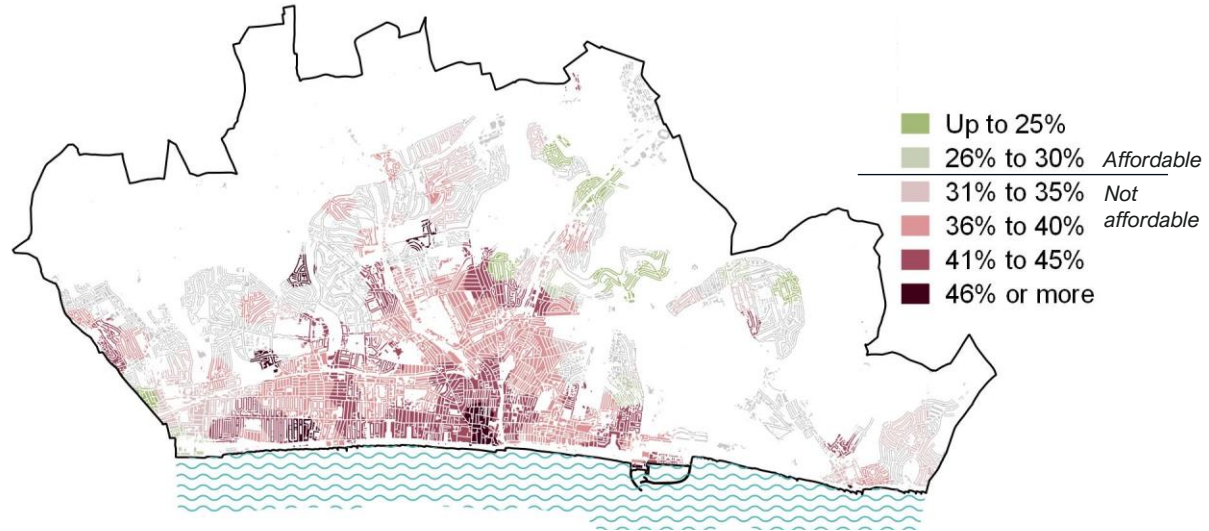 Up to 25%
26% to 30% Affordable
31% to 35% Not
affordable
36% to 40%
41% to 45%
46% or more